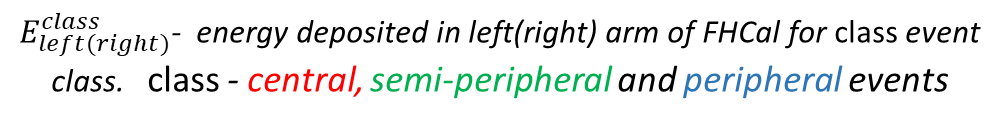 E^{class}_{left(right)}- energy deposited in left(right) arm of FHCal for class event
class. class - central, semi-peripheral and peripheral events